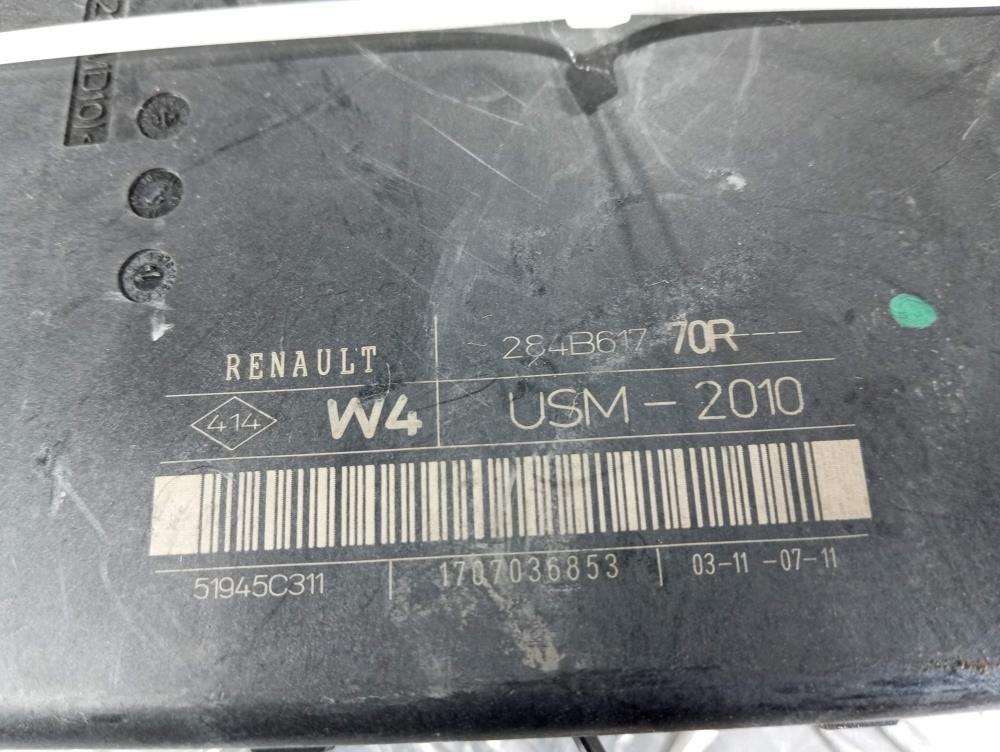 RENAULT
284B617 70R---
414 W4
USM - 2010
51945C311 1707036853 03-11 -07-11